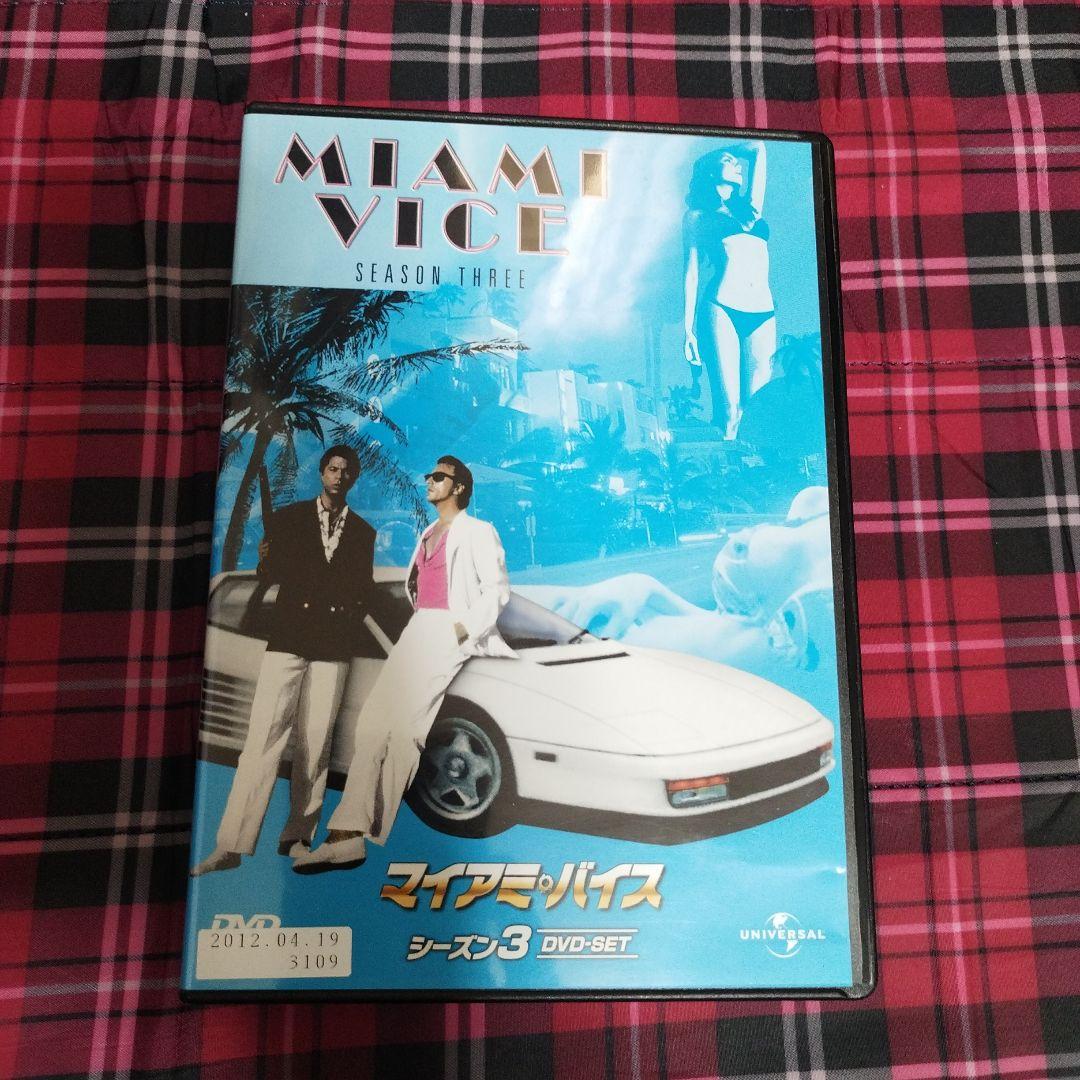 MIAMI
VICE
SEASON THREE
マイアミ・バイス
シーズン3 DVD-SET
UNIVERSAL
DVD
2012.04.19
3109